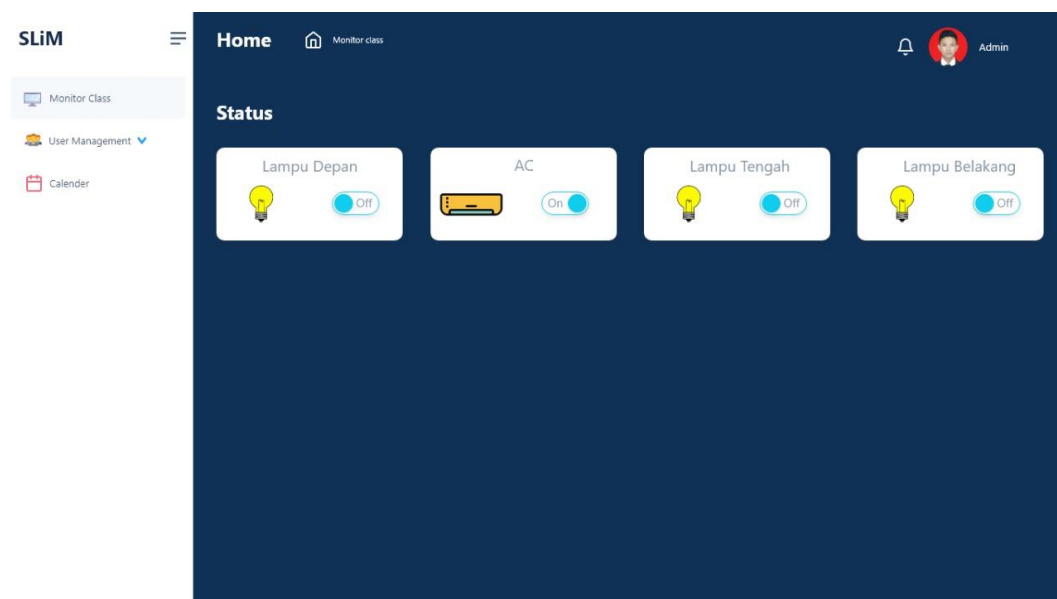 SLiM
Home
Monitor class
Admin
Monitor Class
User Management
Calender
Status
Lampu Depan
Off
AC
On
Lampu Tengah
Off
Lampu Belakang
Off